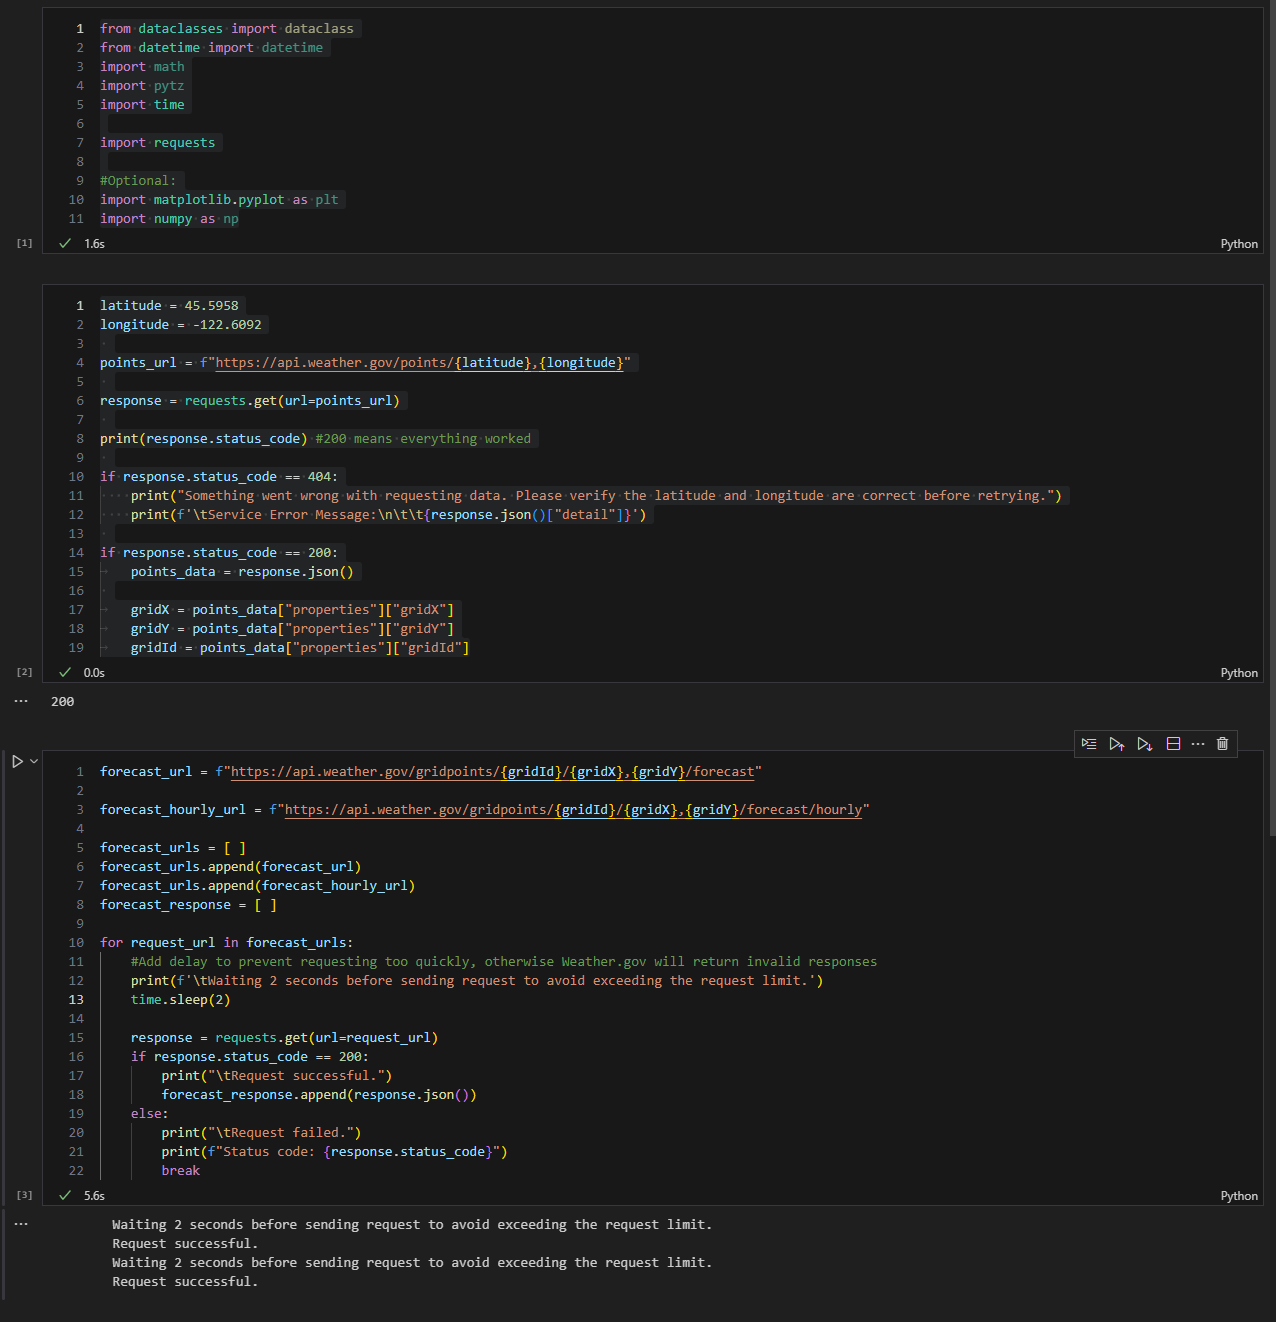 1 from dataclasses import dataclass
2 from datetime import datetime
3 import math
4 import pytz
5 import time
6
7 import requests
8
9 #Optional:
10 import matplotlib.pyplot as plt
11 import numpy as np
[1] 1.6s Python
1 latitude = 45.5958
2 longitude = -122.6092
3
4 points_url = f"https://api.weather.gov/points/{latitude},{longitude}"
5
6 response = requests.get(url=points_url)
7
8 print(response.status_code) #200 means everything worked
9
10 if response.status_code == 404:
11     print("Something went wrong with requesting data. Please verify the latitude and longitude are correct before retrying.")
12     print(f'\tService Error Message:\n\t\t{response.json()["detail"]}')
13
14 if response.status_code == 200:
15     points_data = response.json()
16
17     gridX = points_data["properties"]["gridX"]
18     gridY = points_data["properties"]["gridY"]
19     gridId = points_data["properties"]["gridId"]
[2] 0.0s Python
200
1 forecast_url = f"https://api.weather.gov/gridpoints/{gridId}/{gridX},{gridY}/forecast"
2
3 forecast_hourly_url = f"https://api.weather.gov/gridpoints/{gridId}/{gridX},{gridY}/forecast/hourly"
4
5 forecast_urls = [ ]
6 forecast_urls.append(forecast_url)
7 forecast_urls.append(forecast_hourly_url)
8 forecast_response = [ ]
9
10 for request_url in forecast_urls:
11     #Add delay to prevent requesting too quickly, otherwise Weather.gov will return invalid responses
12     print(f'\tWaiting 2 seconds before sending request to avoid exceeding the request limit.')
13     time.sleep(2)
14
15     response = requests.get(url=request_url)
16     if response.status_code == 200:
17         print("\tRequest successful.")
18         forecast_response.append(response.json())
19     else:
20         print("\tRequest failed.")
21         print(f"Status code: {response.status_code}")
22         break
[3] 5.6s Python
Waiting 2 seconds before sending request to avoid exceeding the request limit.
Request successful.
Waiting 2 seconds before sending request to avoid exceeding the request limit.
Request successful.